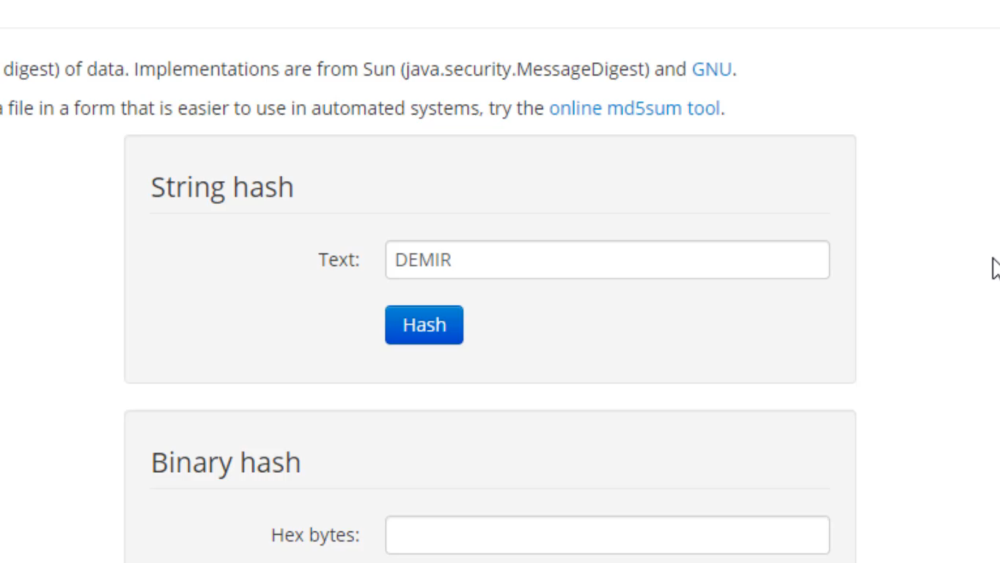 digest) of data. Implementations are from Sun (java.security.MessageDigest) and GNU.
a file in a form that is easier to use in automated systems, try the online md5sum tool.
String hash
Text: DEMIR
Hash
Binary hash
Hex bytes: